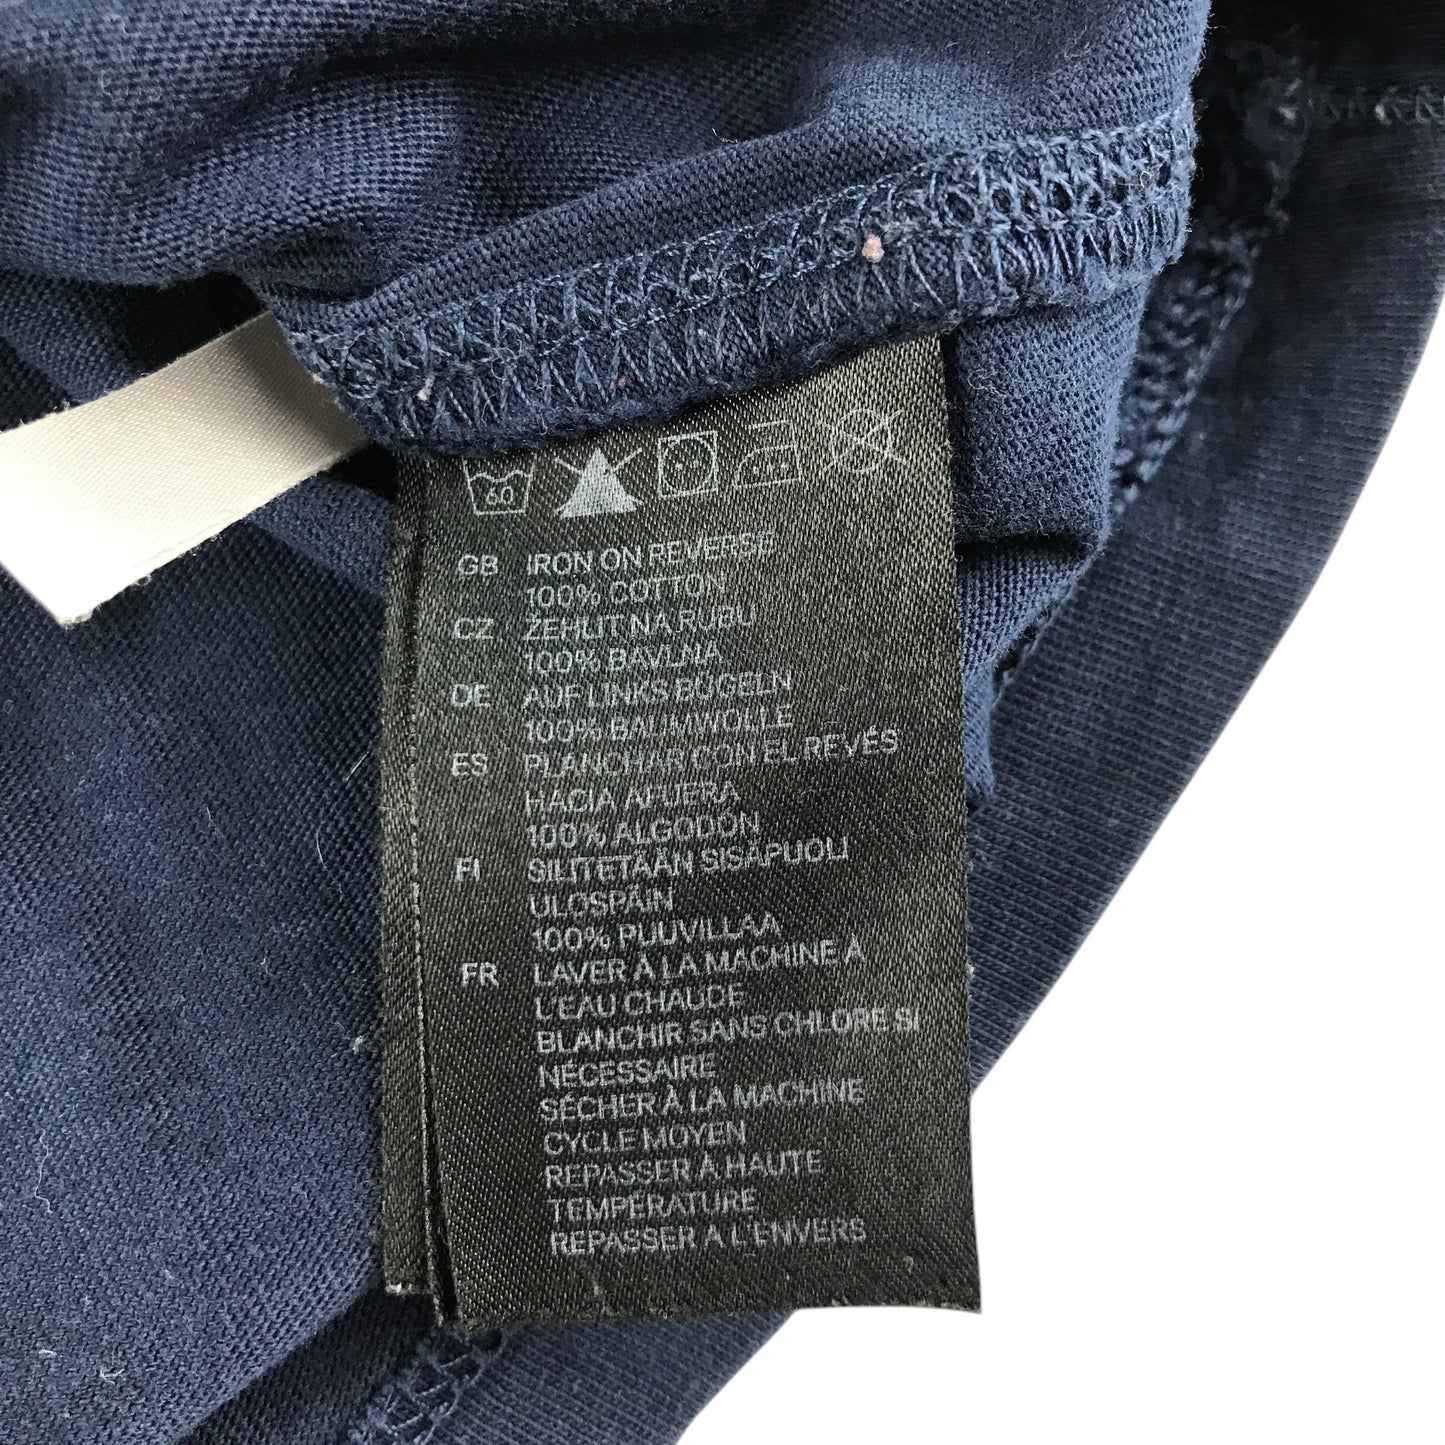 60
GB IRON ON REVERSE
100% COTTON
CZ ŽEHLIT NA RUBU
100% BAVLNA
DE AUF LINKS BÜGELN
100% BAUMWOLLE
ES PLANCHAR CON EL REVÉS
HACIA AFUERA
100% ALGODÓN
FI SILITETÄÄN SISÄPUOLI
ULOSPÄIN
100% PUUVILLAA
FR LAVER À LA MACHINE À
L'EAU CHAUDE
BLANCHIR SANS CHLORE SI
NÉCESSAIRE
SÉCHER À LA MACHINE
CYCLE MOYEN
REPASSER À HAUTE
TEMPÉRATURE
REPASSER À L'ENVERS